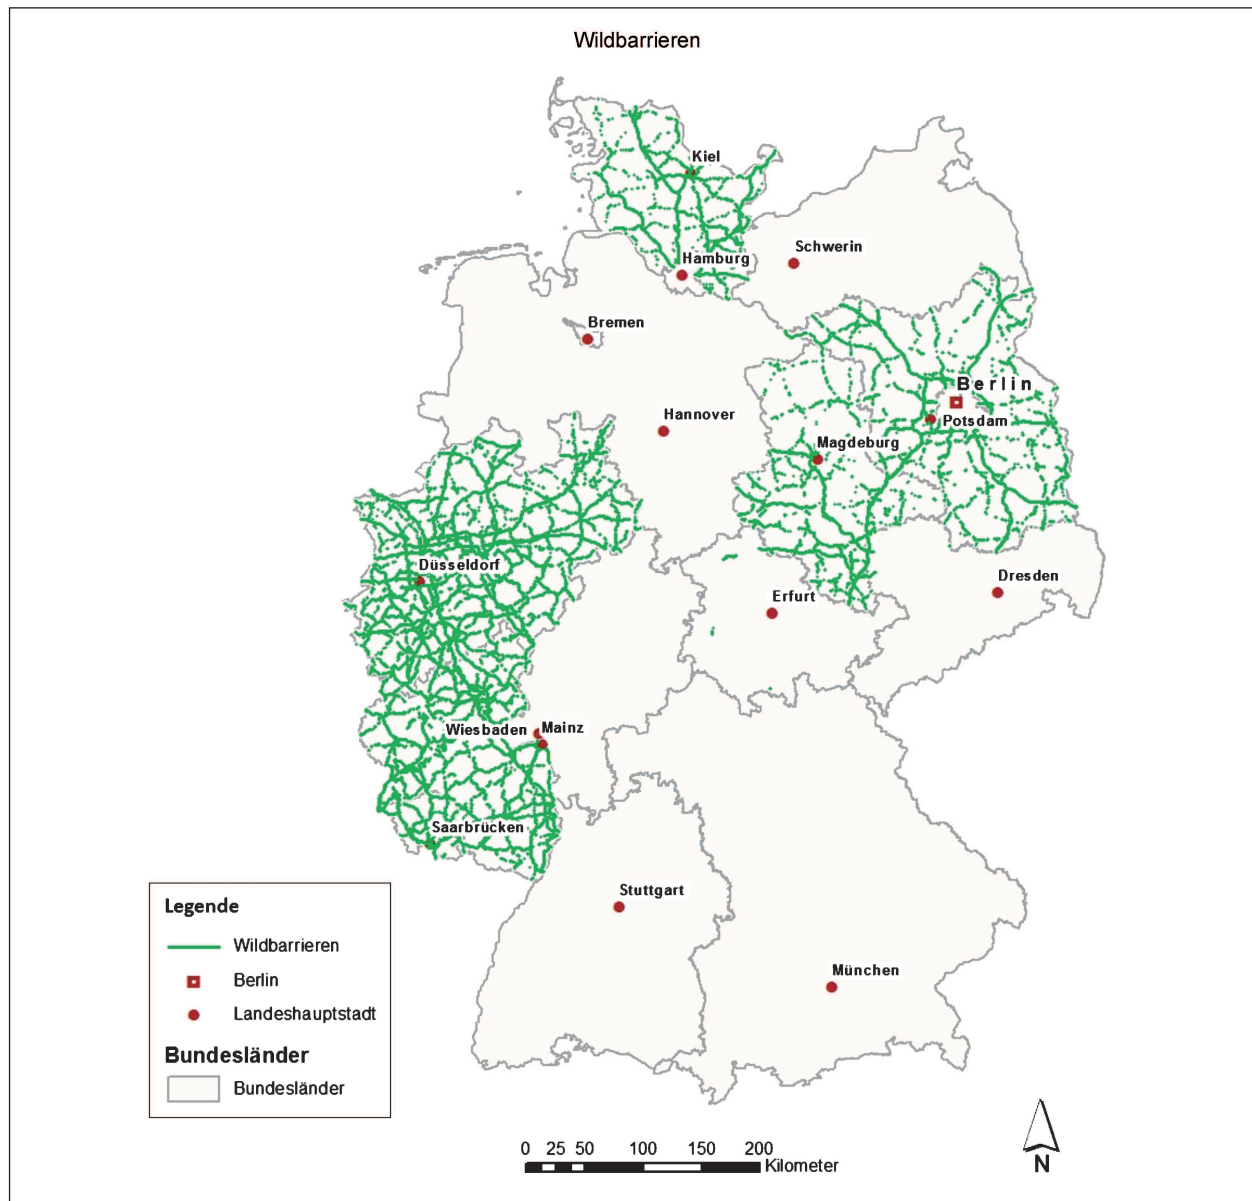 Wildbarrieren
Kiel
Schwerin
Hamburg
Bremen
Berlin
Hannover
Potsdam
Magdeburg
Düsseldorf
Dresden
Erfurt
Wiesbaden
Mainz
Saarbrücken
Stuttgart
München
Legende
Wildbarrieren
Berlin
Landeshauptstadt
Bundesländer
Bundesländer
0 25 50 100 150 200
Kilometer
N